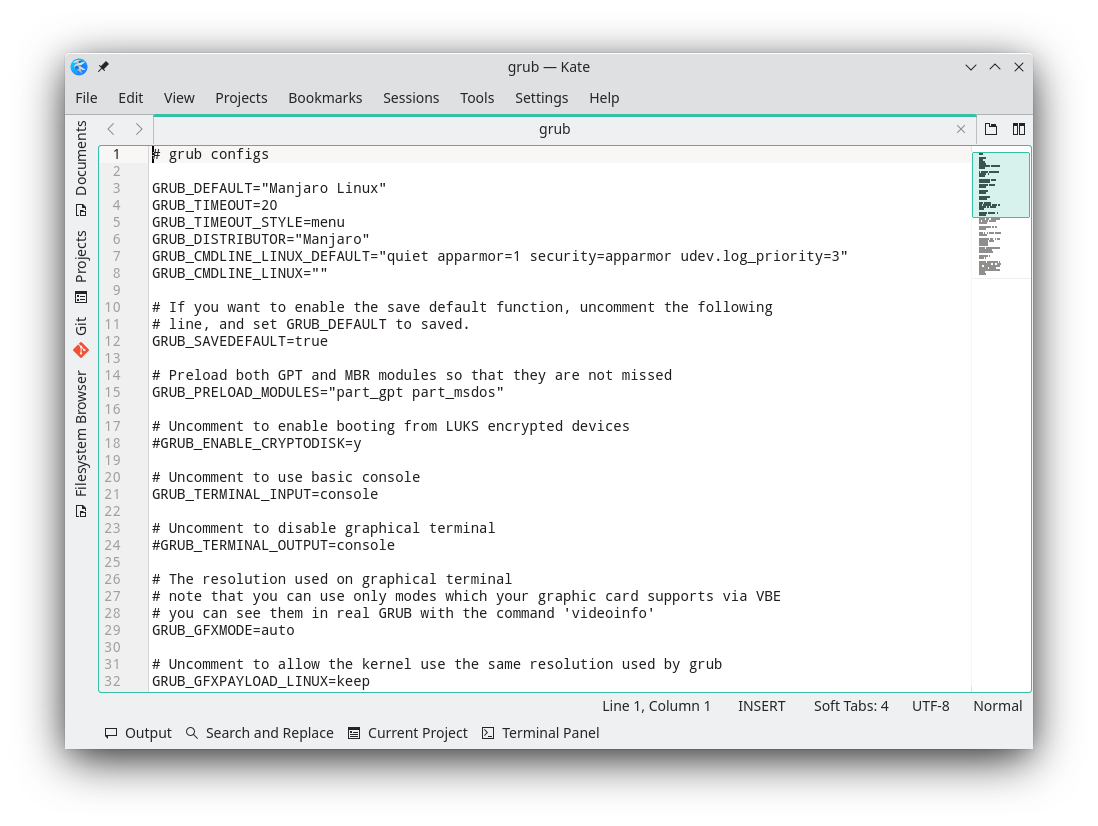 grub — Kate
File Edit View Projects Bookmarks Sessions Tools Settings Help
Documents
Projects
Git
Filesystem Browser
grub
1 # grub configs
2
3 GRUB_DEFAULT="Manjaro Linux"
4 GRUB_TIMEOUT=20
5 GRUB_TIMEOUT_STYLE=menu
6 GRUB_DISTRIBUTOR="Manjaro"
7 GRUB_CMDLINE_LINUX_DEFAULT="quiet apparmor=1 security=apparmor udev.log_priority=3"
8 GRUB_CMDLINE_LINUX=""
9
10 # If you want to enable the save default function, uncomment the following
11 # line, and set GRUB_DEFAULT to saved.
12 GRUB_SAVEDEFAULT=true
13
14 # Preload both GPT and MBR modules so that they are not missed
15 GRUB_PRELOAD_MODULES="part_gpt part_msdos"
16
17 # Uncomment to enable booting from LUKS encrypted devices
18 #GRUB_ENABLE_CRYPTODISK=y
19
20 # Uncomment to use basic console
21 GRUB_TERMINAL_INPUT=console
22
23 # Uncomment to disable graphical terminal
24 #GRUB_TERMINAL_OUTPUT=console
25
26 # The resolution used on graphical terminal
27 # note that you can use only modes which your graphic card supports via VBE
28 # you can see them in real GRUB with the command 'videoinfo'
29 GRUB_GFXMODE=auto
30
31 # Uncomment to allow the kernel use the same resolution used by grub
32 GRUB_GFXPAYLOAD_LINUX=keep
Line 1, Column 1 INSERT Soft Tabs: 4 UTF-8 Normal
Output Search and Replace Current Project Terminal Panel